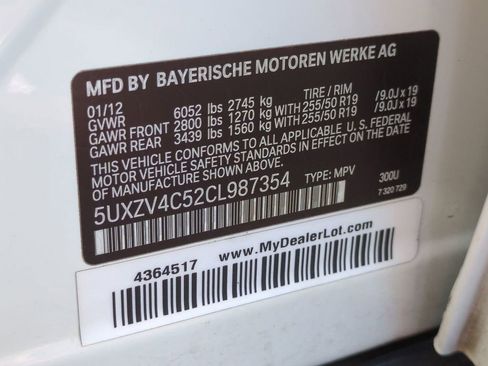 MFD BY BAYERISCHE MOTOREN WERKE AG
01/12 TIRE / RIM
GVWR 6052 lbs 2745 kg
GAWR FRONT 2800 lbs 1270 kg WITH 255/50 R19 /9.0J x 19
GAWR REAR 3439 lbs 1560 kg WITH 255/50 R19 /9.0J x 19
THIS VEHICLE CONFORMS TO ALL APPLICABLE U.S. FEDERAL
MOTOR VEHICLE SAFETY STANDARDS IN EFFECT ON THE
DATE OF MANUFACTURE SHOWN ABOVE.
5UXZV4C52CL987354 TYPE: MPV 300U
7 320 729
www.MyDealerLot.com
4364517